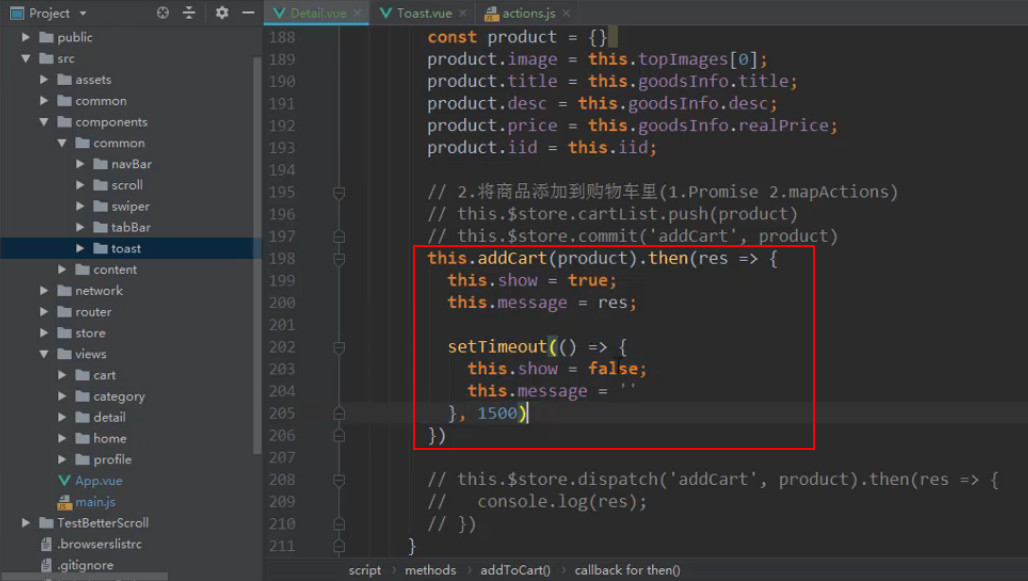 Project
Detail.vue
Toast.vue
actions.js
public
src
assets
common
components
common
navBar
scroll
swiper
tabBar
toast
content
network
router
store
views
cart
category
detail
home
profile
App.vue
main.js
TestBetterScroll
.browserslistrc
.gitignore
188 const product = {}
189 product.image = this.topImages[0];
190 product.title = this.goodsInfo.title;
191 product.desc = this.goodsInfo.desc;
192 product.price = this.goodsInfo.realPrice;
193 product.iid = this.iid;
194
195 // 2.将商品添加到购物车里(1.Promise 2.mapActions)
196 // this.$store.cartList.push(product)
197 // this.$store.commit('addCart', product)
198 this.addCart(product).then(res => {
199 this.show = true;
200 this.message = res;
201
202 setTimeout(() => {
203 this.show = false;
204 this.message = ''
205 }, 1500)
206 })
207
208 // this.$store.dispatch('addCart', product).then(res => {
209 // console.log(res);
210 // })
211 }
script methods addToCart() callback for then()